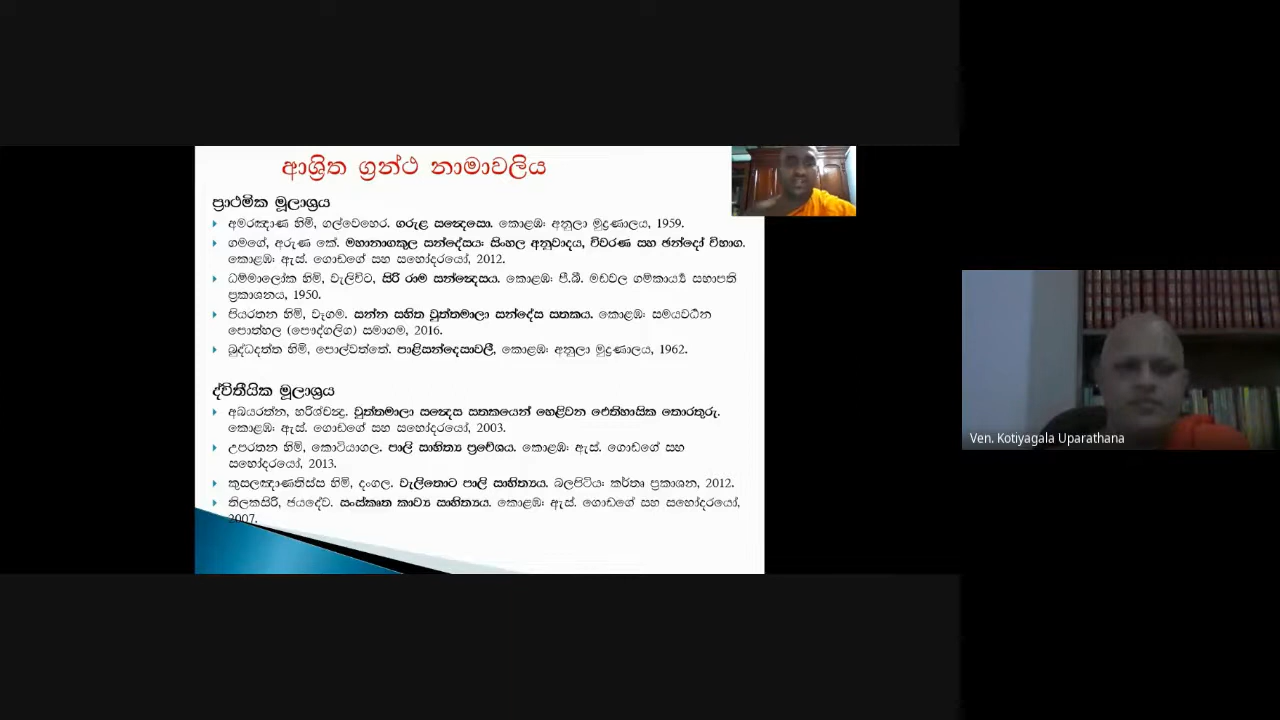 ආශ්‍රිත ග්‍රන්ථ නාමාවලිය
ප්‍රාථමික මූලාශ්‍රය
අමරඥාණ හිමි, ගල්වෙහෙර. ගරුළ සඳෙසො. කොළඹ: අනුලා මුද්‍රණාලය, 1959.
ගමගේ, අරුණ කේ. මහානාගකුල සන්දේසය: සිංහල අනුවාදය, විවරණ සහ ඡන්දෝ විභාග.
කොළඹ: ඇස්. ගොඩගේ සහ සහෝදරයෝ, 2012.
ධම්මාලෝක හිමි, වැලිවිට, සිරි රාම සන්දෙසය. කොළඹ: පී.බී. මඩවල ගම්කාර්‍ය්‍ය සභාපති
ප්‍රකාශනය, 1950.
පියරතන හිමි, වෑගම. සන්න සහිත වුත්තමාලා සන්දේස සතකය. කොළඹ: සමයවර්‍ධන
පොත්හල (පෞද්ගලික) සමාගම, 2016.
බුද්ධදත්ත හිමි, පොල්වත්තේ. පාළිසන්දෙසාවලී, කොළඹ: අනුලා මුද්‍රණාලය, 1962.
ද්විතීයික මූලාශ්‍රය
අබයරත්න, හරිශ්චන්‍ද්‍ර. වුත්තමාලා සඳෙස සතකයෙන් හෙළිවන ඓතිහාසික තොරතුරු.
කොළඹ: ඇස්. ගොඩගේ සහ සහෝදරයෝ, 2003.
උපරතන හිමි, කොටියාගල. පාලි සාහිත්‍ය ප්‍රවේශය. කොළඹ: ඇස්. ගොඩගේ සහ
සහෝදරයෝ, 2013.
කුසලඥාණතිස්ස හිමි, දංගල. වැලිතොට පාලි සාහිත්‍යය. බලපිටිය: කර්තෘ ප්‍රකාශන, 2012.
තිලකසිරි, ජයදේව. සංස්කෘත කාව්‍ය සාහිත්‍යය. කොළඹ: ඇස්. ගොඩගේ සහ සහෝදරයෝ,
2007.
Ven. Kotiyagala Uparathana